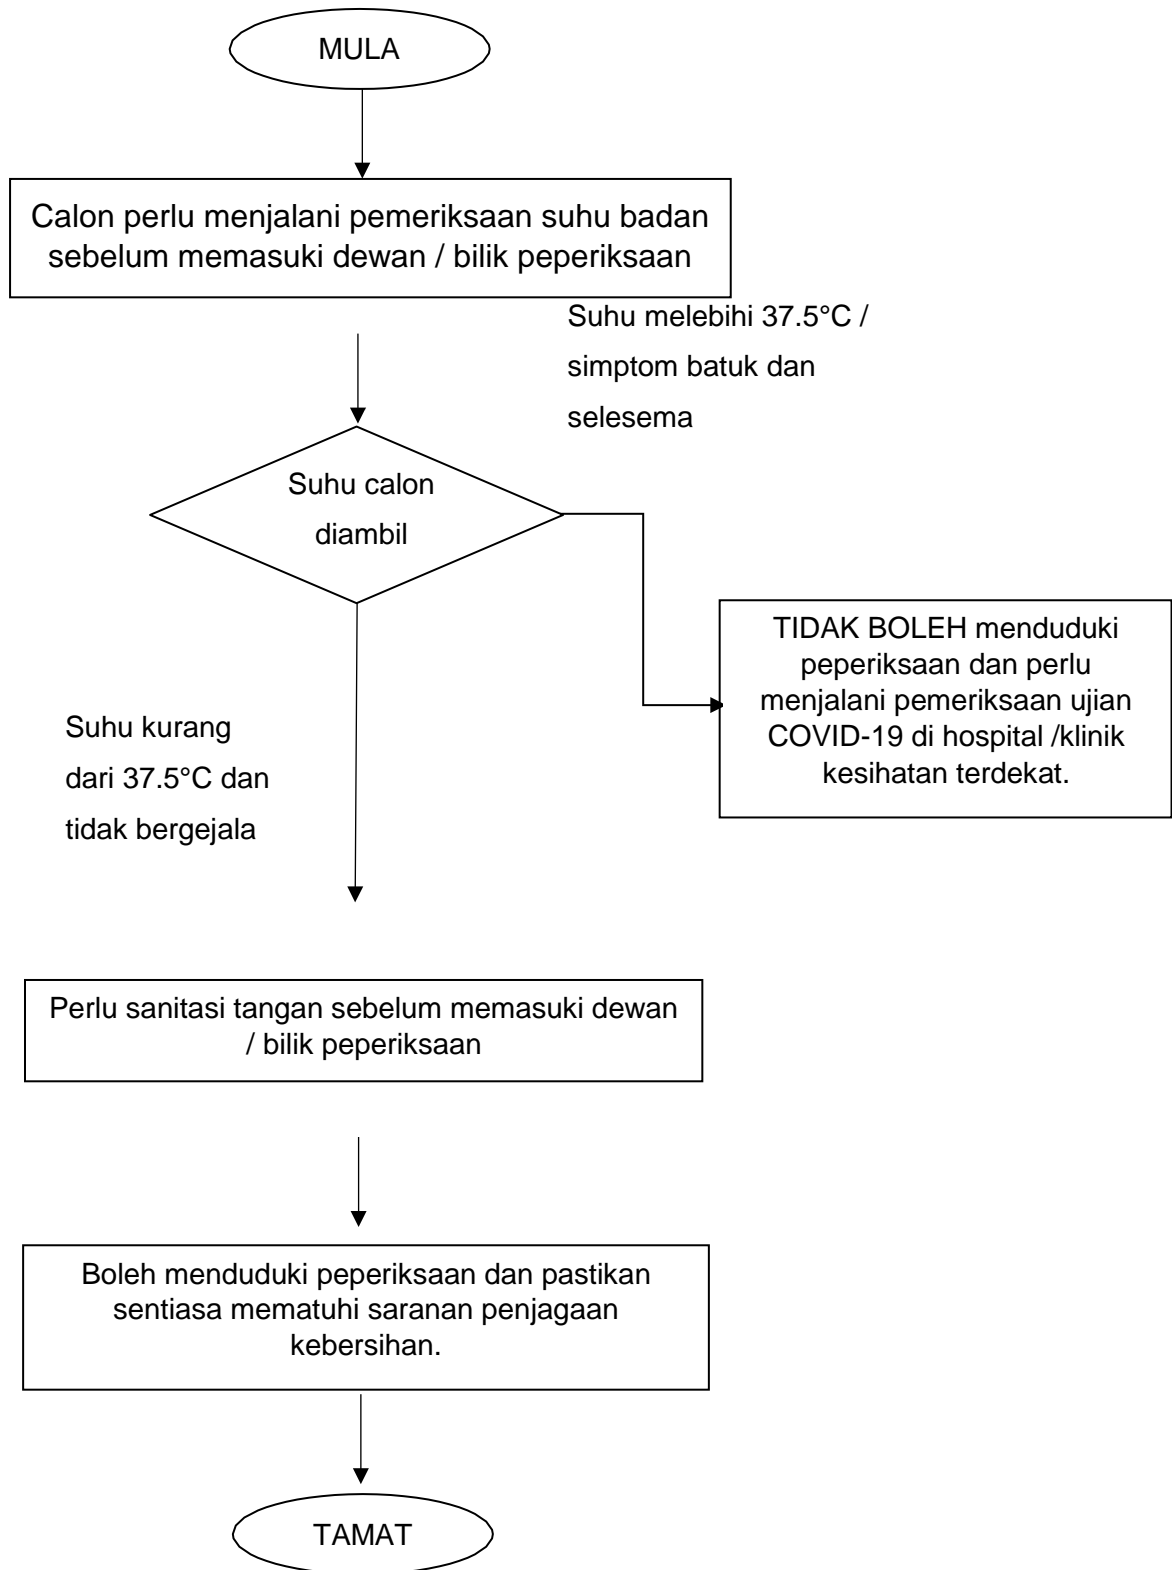 MULA
Calon perlu menjalani pemeriksaan suhu badan
sebelum memasuki dewan / bilik peperiksaan
Suhu melebihi 37.5°C /
simptom batuk dan
selesema
Suhu calon
diambil
TIDAK BOLEH menduduki
peperiksaan dan perlu
menjalani pemeriksaan ujian
COVID-19 di hospital /klinik
kesihatan terdekat.
Suhu kurang
dari 37.5°C dan
tidak bergejala
Perlu sanitasi tangan sebelum memasuki dewan
/ bilik peperiksaan
Boleh menduduki peperiksaan dan pastikan
sentiasa mematuhi saranan penjagaan
kebersihan.
TAMAT